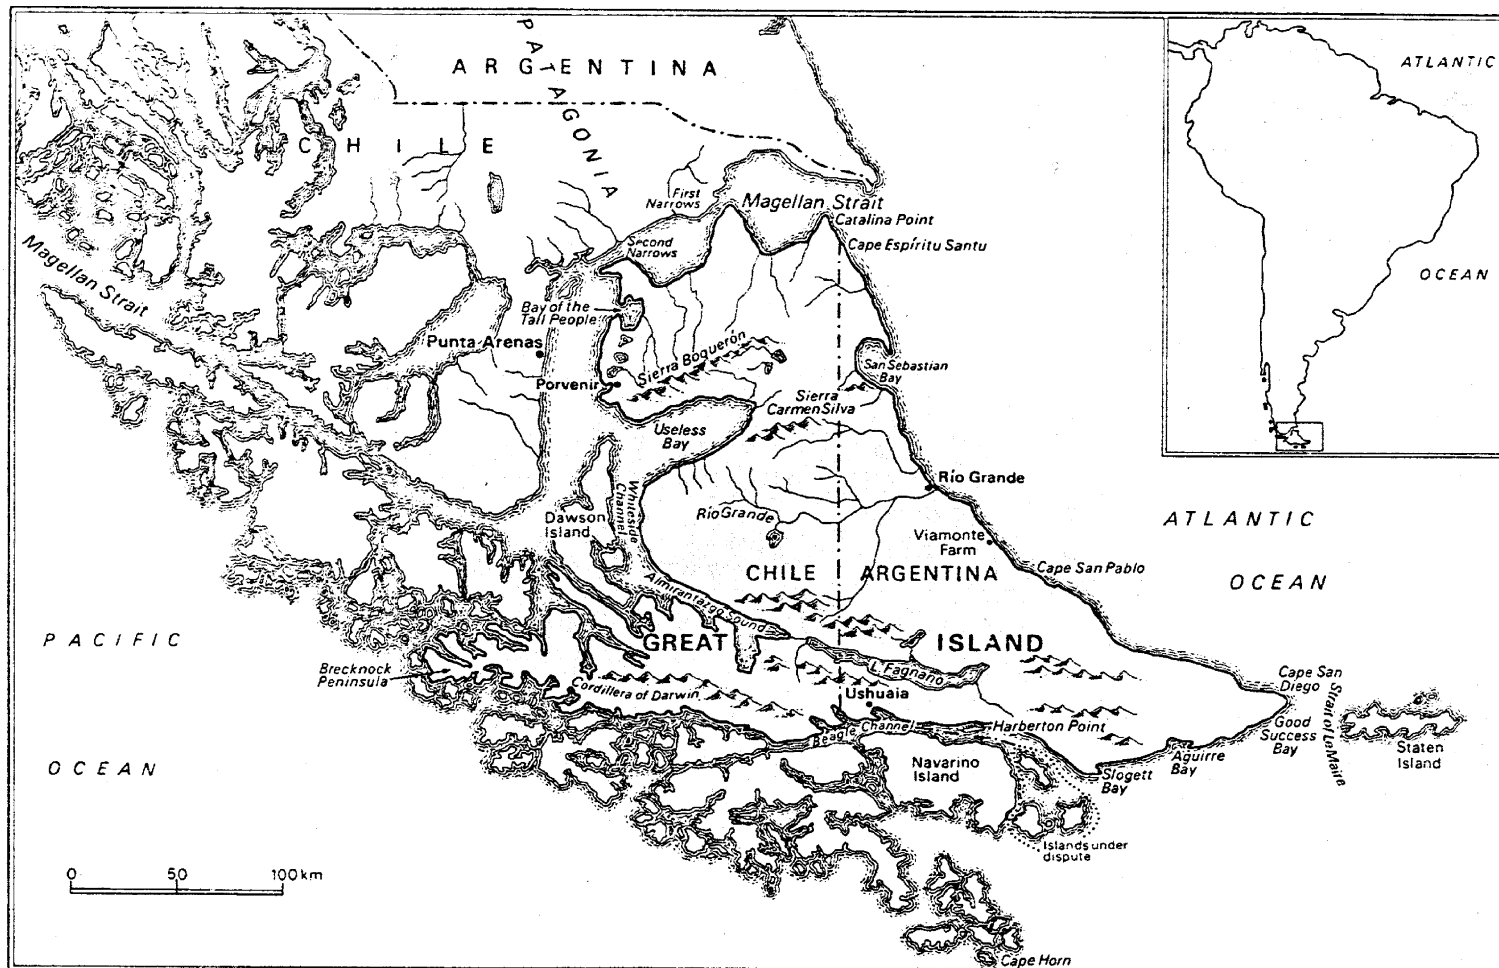 ARGENTINA
PATAGONIA
CHILE
ATLANTIC
OCEAN
First
Narrows
Magellan Strait
Catalina Point
Cape Espíritu Santu
Second
Narrows
Magellan Strait
Bay of the
Tall People
Punta Arenas
Porvenir
Sierra Boquerón
San Sebastian
Bay
Sierra
Carmen Silva
Useless
Bay
Río Grande
Río Grande
Whiteside
Channel
Dawson
Island
Viamonte
Farm
ATLANTIC
OCEAN
CHILE
ARGENTINA
Cape San Pablo
Almirantazgo Sound
GREAT
ISLAND
PACIFIC
OCEAN
Brecknock
Peninsula
Cordillera of Darwin
L. Fagnano
Ushuaia
Cape San
Diego
Strait of Le Maire
Good
Success
Bay
Staten
Island
Beagle Channel
Harberton Point
Navarino
Island
Slogett
Bay
Aguirre
Bay
Islands under
dispute
0 50 100 km
Cape Horn